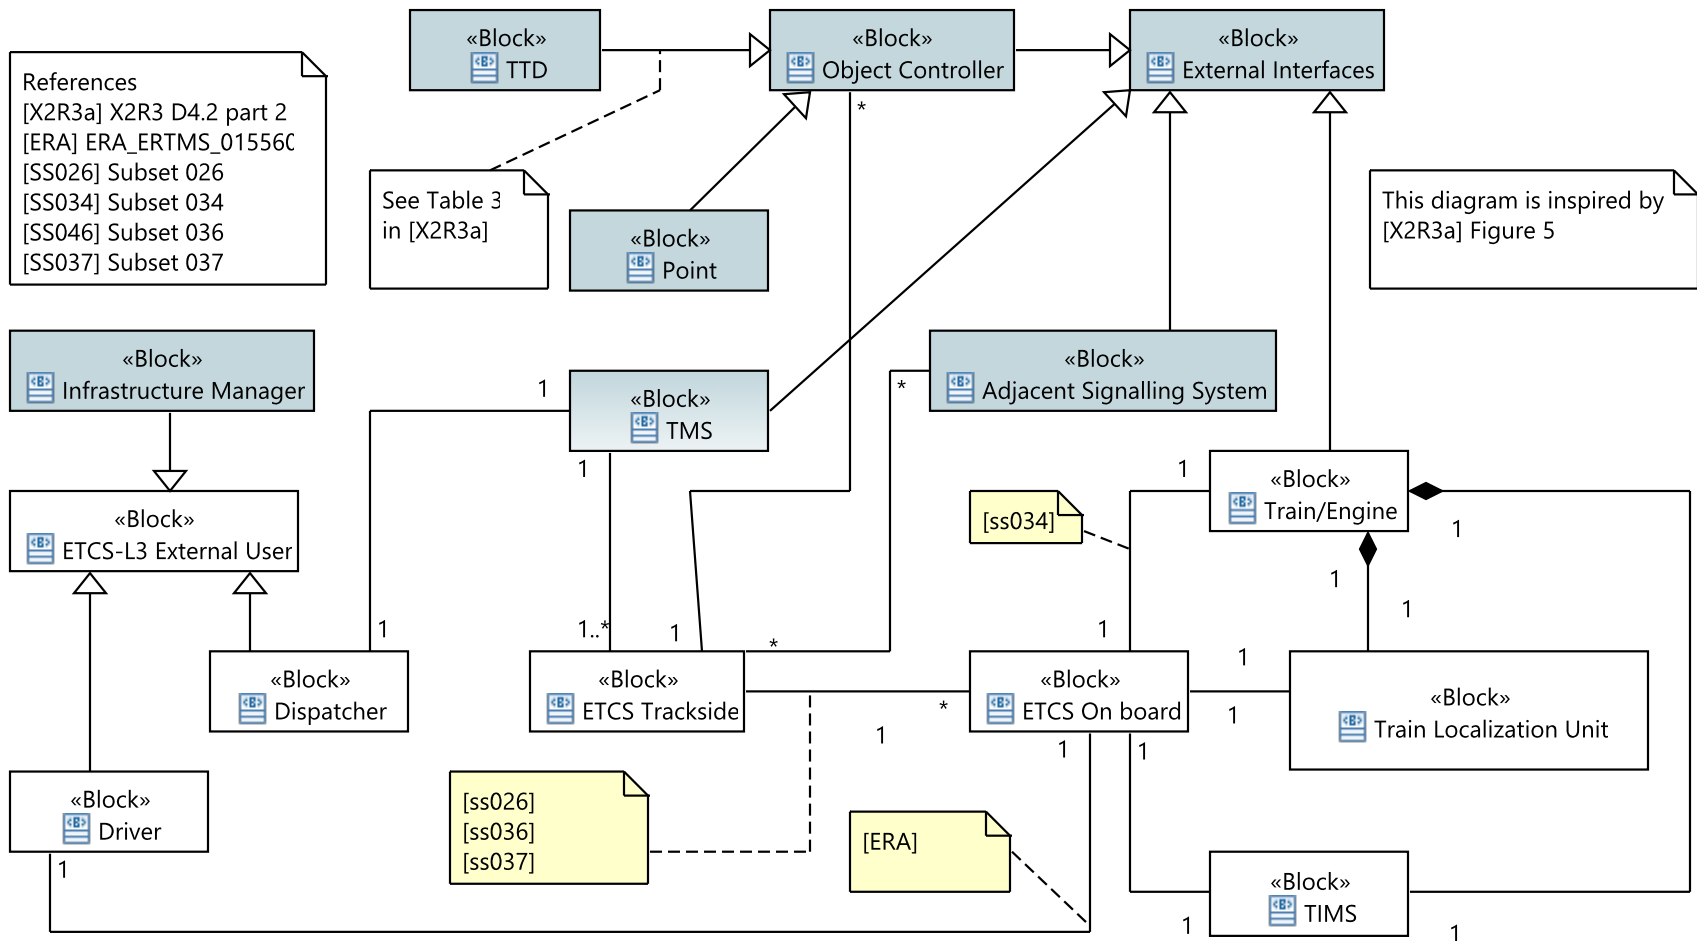 «Block»
TTD
«Block»
Object Controller
«Block»
External Interfaces
References
[X2R3a] X2R3 D4.2 part 2
[ERA] ERA_ERTMS_015560
[SS026] Subset 026
[SS034] Subset 034
[SS046] Subset 036
[SS037] Subset 037
*
See Table 3
in [X2R3a]
«Block»
Point
This diagram is inspired by
[X2R3a] Figure 5
«Block»
Infrastructure Manager
1
«Block»
TMS
*
«Block»
Adjacent Signalling System
1
1
«Block»
Train/Engine
1
«Block»
ETCS-L3 External User
[ss034]
1
1
1
1..*
1
*
1
1
«Block»
Dispatcher
«Block»
ETCS Trackside
*
1
«Block»
ETCS On board
1
1
1
1
«Block»
Train Localization Unit
«Block»
Driver
1
[ss026]
[ss036]
[ss037]
[ERA]
«Block»
TIMS
1
1